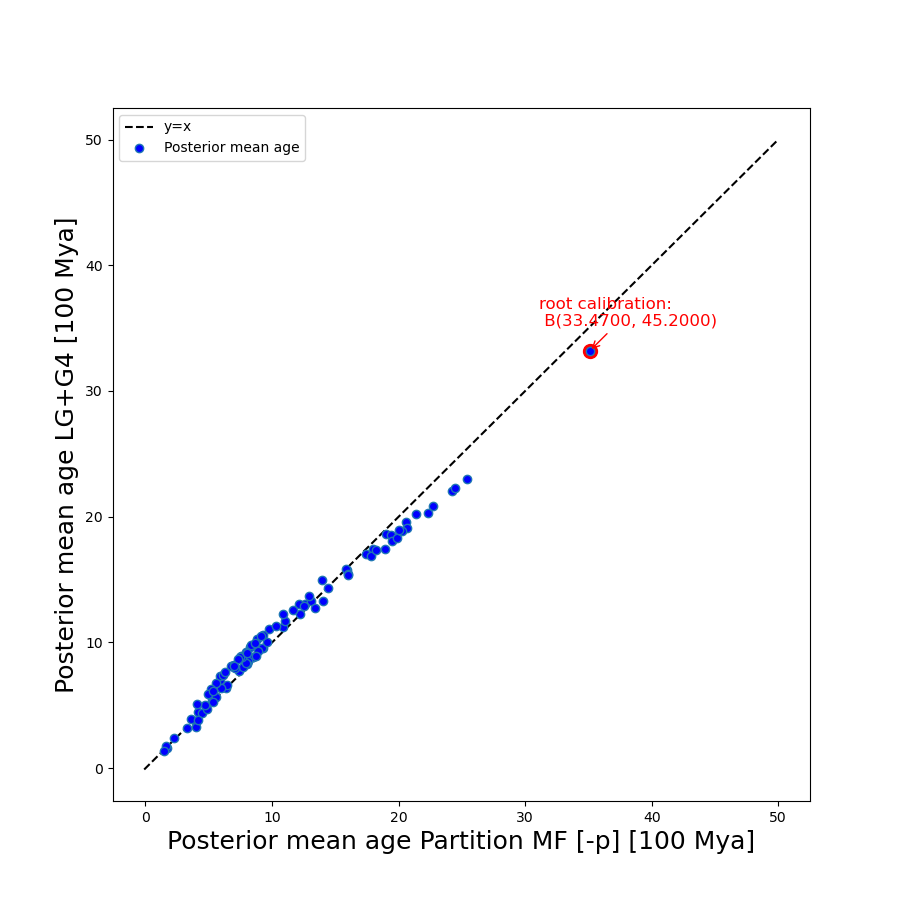 y=x
Posterior mean age
50
40
30
20
10
0
Posterior mean age LG+G4 [100 Mya]
root calibration:
B(33.4700, 45.2000)
0
10
20
30
40
50
Posterior mean age Partition MF [-p] [100 Mya]